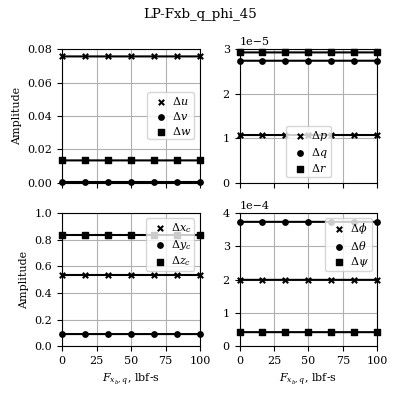 LP-Fxb_q_phi_45
Amplitude
0.08
0.06
0.04
0.02
0.00
Δu
Δv
Δw
1e−5
3
2
1
0
Δp
Δq
Δr
Amplitude
1.0
0.8
0.6
0.4
0.2
0.0
Δx_c
Δy_c
Δz_c
0 25 50 75 100
F_{x_b, q}, lbf-s
1e−4
4
3
2
1
0
Δϕ
Δθ
Δψ
0 25 50 75 100
F_{x_b, q}, lbf-s